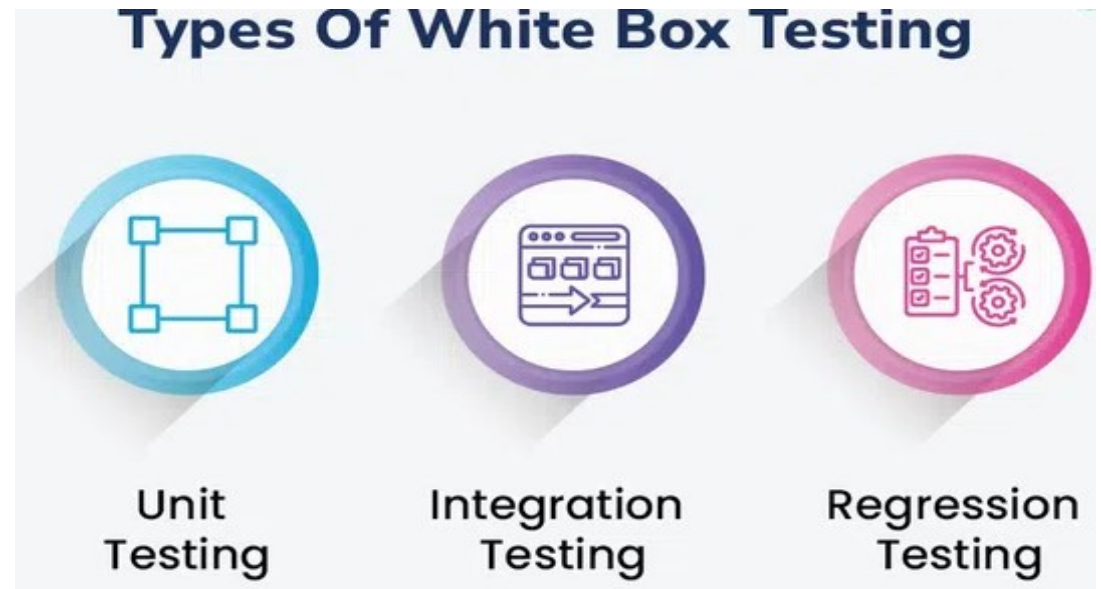 Types Of White Box Testing
Unit
Testing
Integration
Testing
Regression
Testing